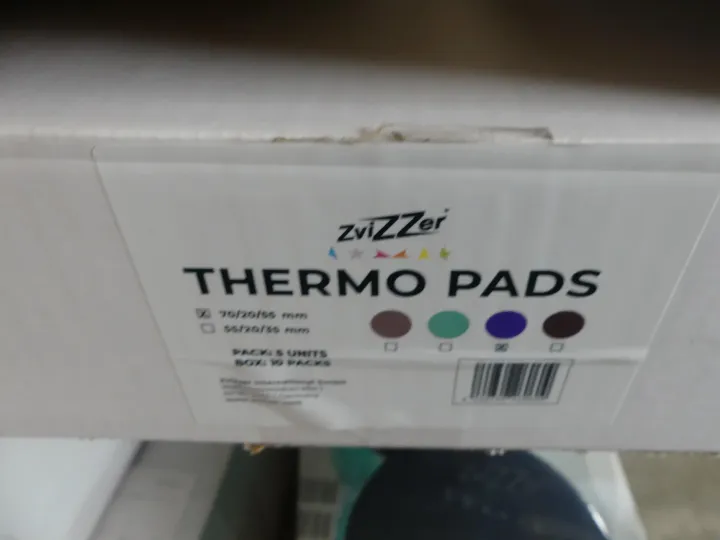 ZviZZer
THERMO PADS
70/20/55 mm
55/20/35 mm
PACK: 5 UNITS
BOX: 10 PACKS